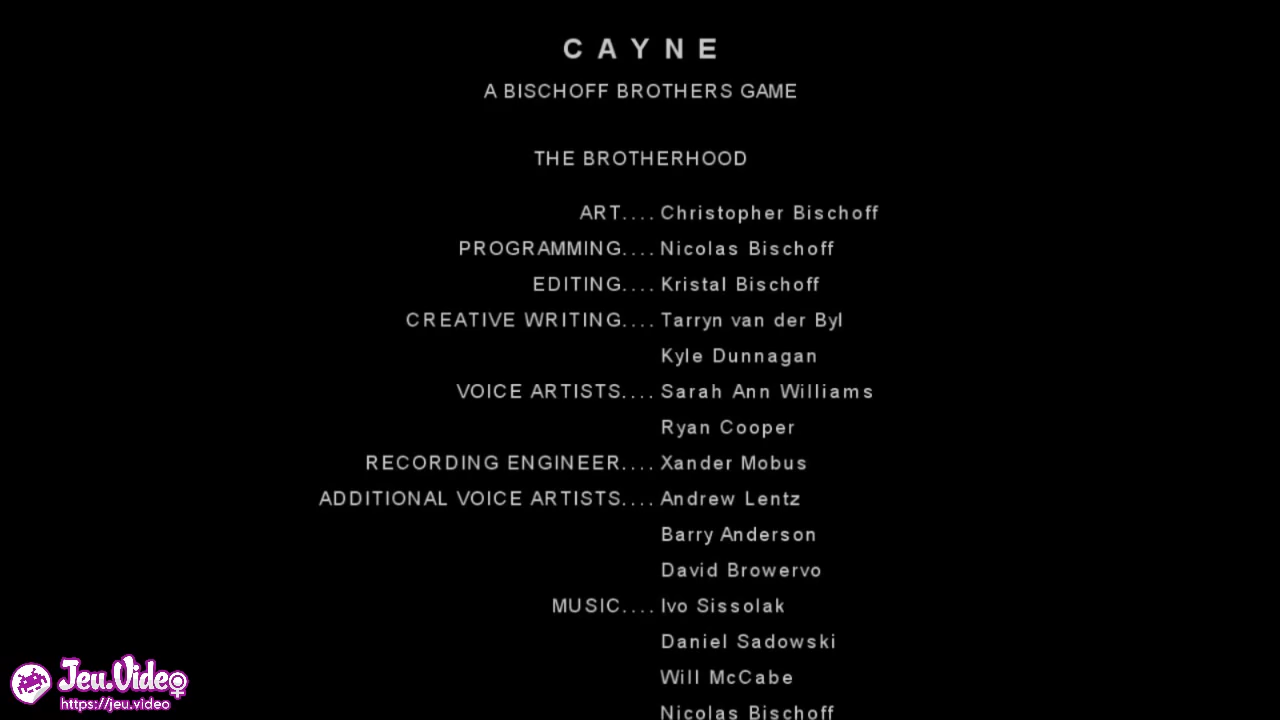 CAYNE
A BISCHOFF BROTHERS GAME
THE BROTHERHOOD
ART.... Christopher Bischoff
PROGRAMMING.... Nicolas Bischoff
EDITING.... Kristal Bischoff
CREATIVE WRITING.... Tarryn van der Byl
Kyle Dunnagan
VOICE ARTISTS.... Sarah Ann Williams
Ryan Cooper
RECORDING ENGINEER.... Xander Mobus
ADDITIONAL VOICE ARTISTS.... Andrew Lentz
Barry Anderson
David Browervo
MUSIC.... Ivo Sissolak
Daniel Sadowski
Will McCabe
Nicolas Bischoff
Jeu.Video
https://jeu.video